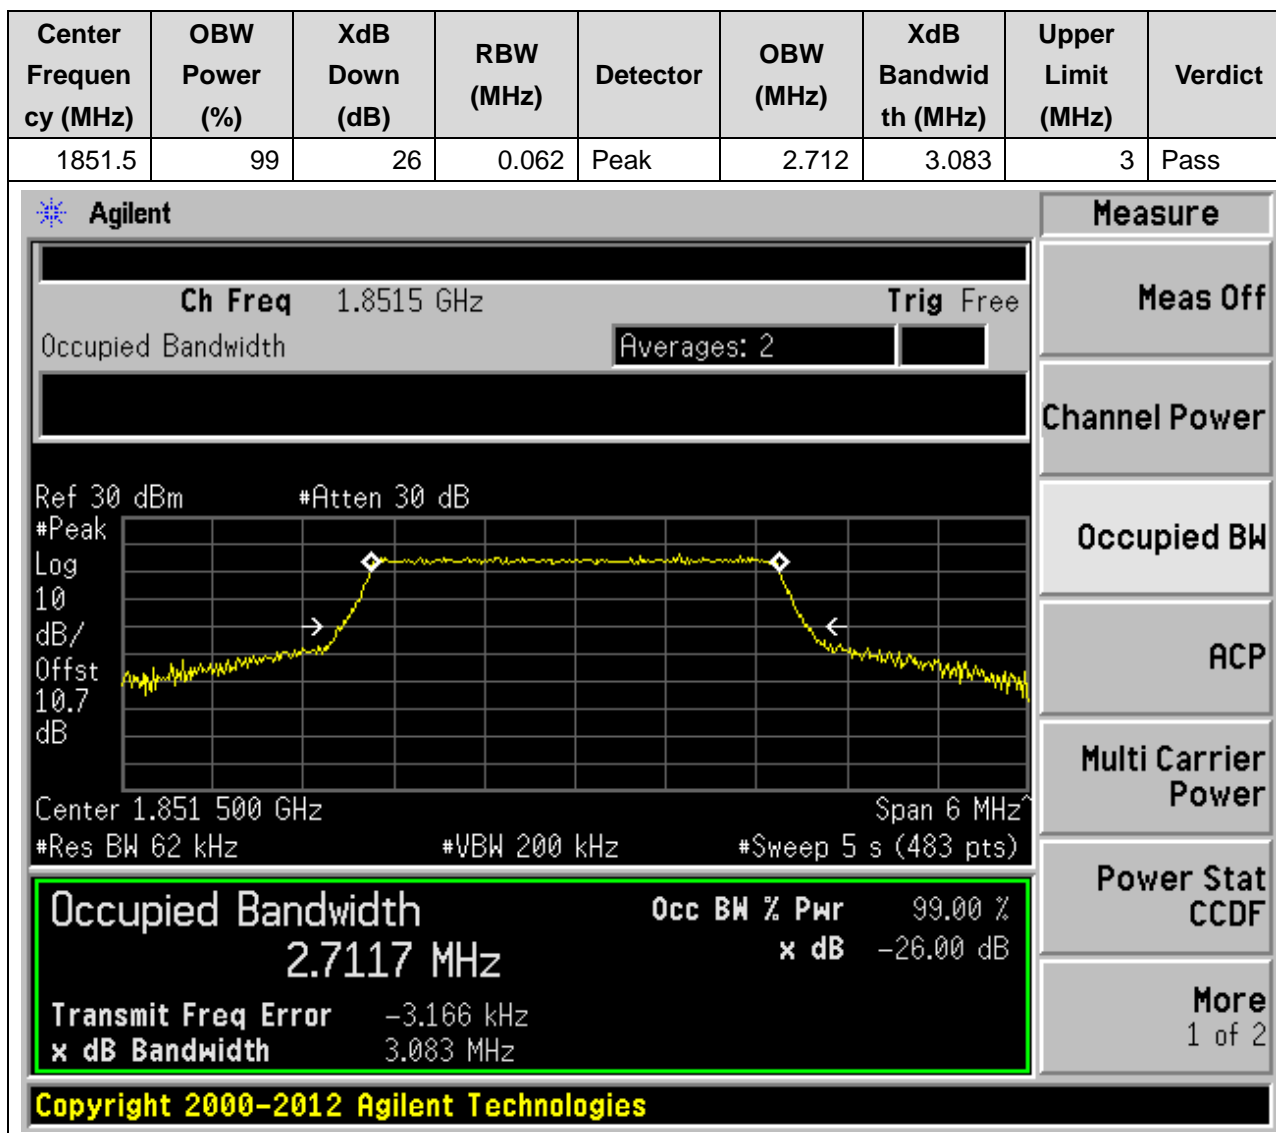 Center Frequen cy (MHz)
OBW Power (%)
XdB Down (dB)
RBW (MHz)
Detector
OBW (MHz)
XdB Bandwid th (MHz)
Upper Limit (MHz)
Verdict
1851.5 99 26 0.062 Peak 2.712 3.083 3 Pass
Agilent
Measure
Ch Freq 1.8515 GHz Trig Free
Occupied Bandwidth Averages: 2
Meas Off
Channel Power
Occupied BW
ACP
Multi Carrier
Power
Power Stat
CCDF
More
1 of 2
Ref 30 dBm #Atten 30 dB
#Peak
Log
10
dB/
Offst
10.7
dB
Center 1.851 500 GHz Span 6 MHz^
#Res BW 62 kHz #VBW 200 kHz #Sweep 5 s (483 pts)
Occupied Bandwidth Occ BW % Pwr 99.00 %
2.7117 MHz x dB -26.00 dB
Transmit Freq Error -3.166 kHz
x dB Bandwidth 3.083 MHz
Copyright 2000-2012 Agilent Technologies